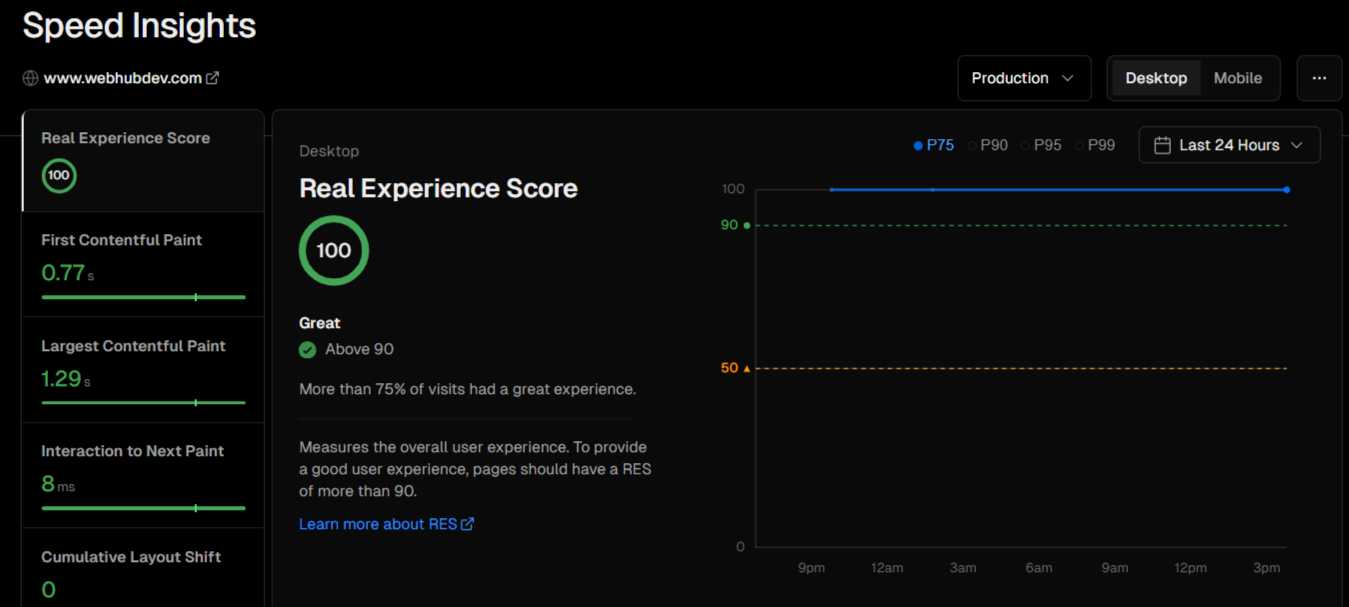 Speed Insights
www.webhubdev.com
Production
Desktop
Mobile
...
Real Experience Score
100
First Contentful Paint
0.77 s
Largest Contentful Paint
1.29 s
Interaction to Next Paint
8 ms
Cumulative Layout Shift
0
Desktop
Real Experience Score
100
Great
Above 90
More than 75% of visits had a great experience.
Measures the overall user experience. To provide
a good user experience, pages should have a RES
of more than 90.
Learn more about RES
P75 P90 P95 P99
Last 24 Hours
100
90
50
0
9pm 12am 3am 6am 9am 12pm 3pm